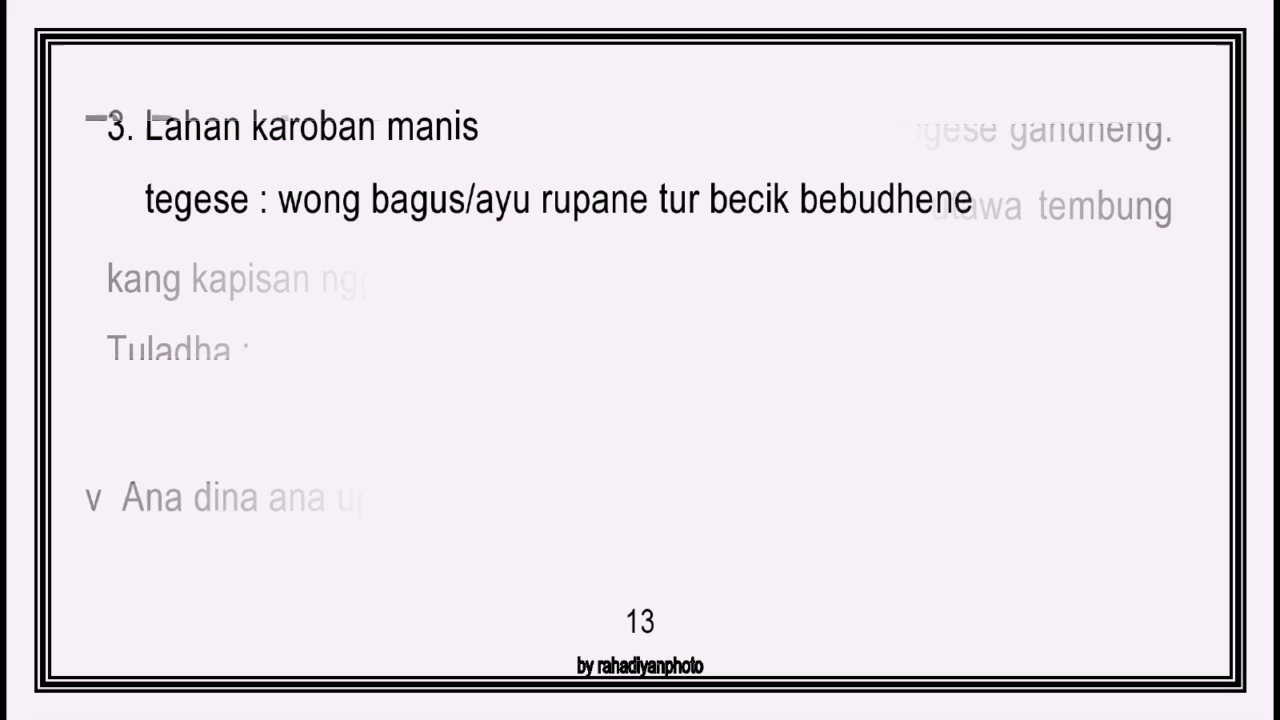 3. Lahan karoban manis
egese gandheng.
tegese : wong bagus/ayu rupane tur becik bebudhene
tembung
kang kapisan
Tuladha :
v Ana dina ana
13
by rahadiyanphoto